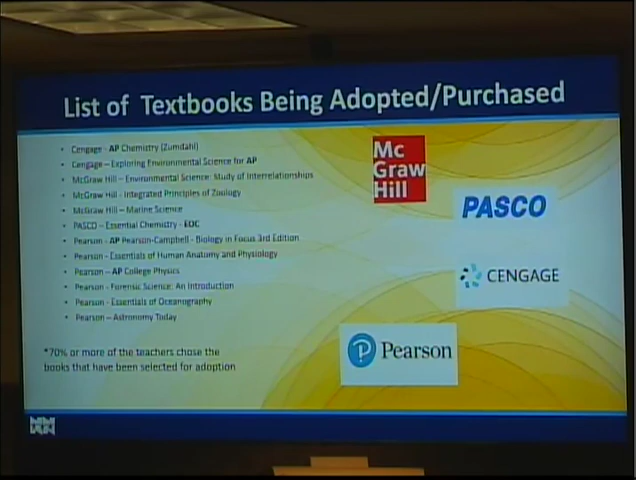 List of Textbooks Being Adopted/Purchased
• Cengage - AP Chemistry (Zumdahl)
• Cengage – Exploring Environmental Science for AP
• McGraw Hill – Environmental Science: Study of Interrelationships
• McGraw Hill - Integrated Principles of Zoology
• McGraw Hill – Marine Science
• PASCO – Essential Chemistry - EOC
• Pearson - AP Pearson-Campbell - Biology in Focus 3rd Edition
• Pearson - Essentials of Human Anatomy and Physiology
• Pearson – AP College Physics
• Pearson - Forensic Science: An Introduction
• Pearson - Essentials of Oceanography
• Pearson – Astronomy Today
*70% or more of the teachers chose the
books that have been selected for adoption
Mc
Graw
Hill
PASCO
CENGAGE
Pearson